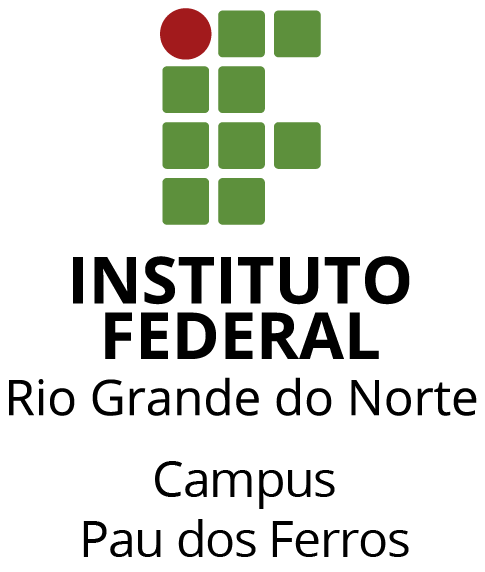 INSTITUTO
FEDERAL
Rio Grande do Norte
Campus
Pau dos Ferros